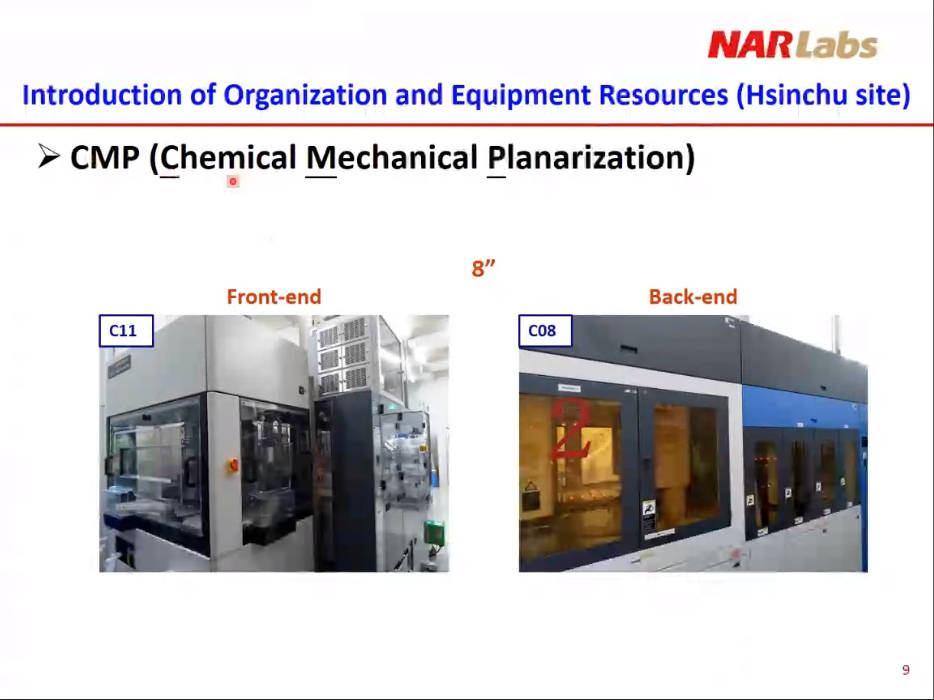 NARLabs
Introduction of Organization and Equipment Resources (Hsinchu site)
➢ CMP (Chemical Mechanical Planarization)
8”
Front-end
Back-end
C11
C08
2
9